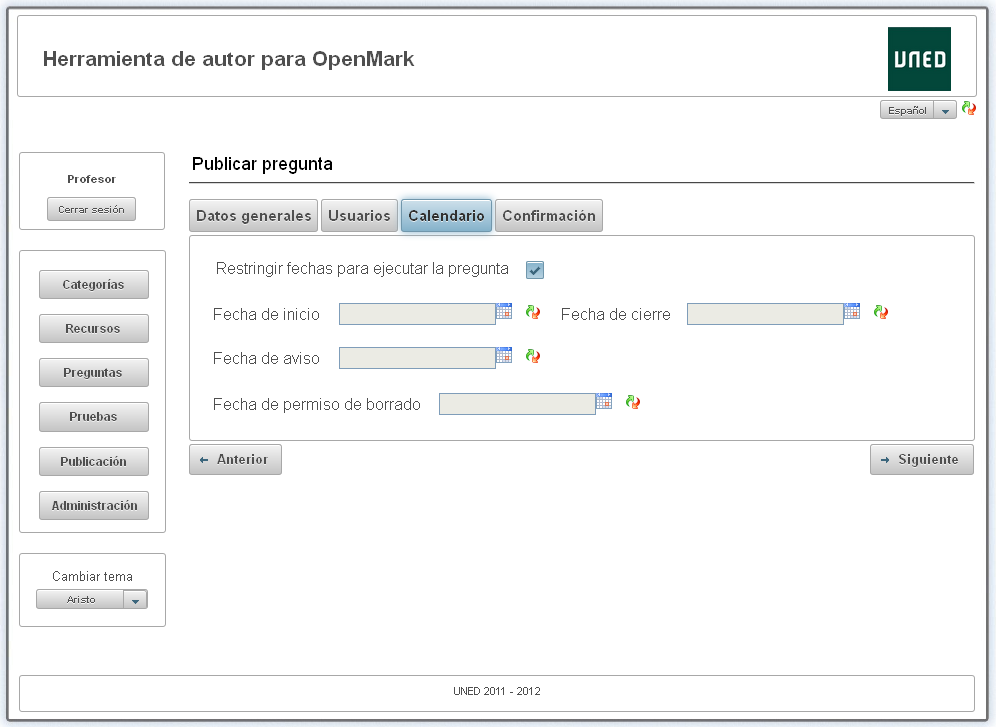 Herramienta de autor para OpenMark
UNED
Español
Profesor
Cerrar sesión
Categorías
Recursos
Preguntas
Pruebas
Publicación
Administración
Cambiar tema
Aristo
Publicar pregunta
Datos generales Usuarios Calendario Confirmación
Restringir fechas para ejecutar la pregunta
Fecha de inicio Fecha de cierre
Fecha de aviso
Fecha de permiso de borrado
Anterior Siguiente
UNED 2011 - 2012